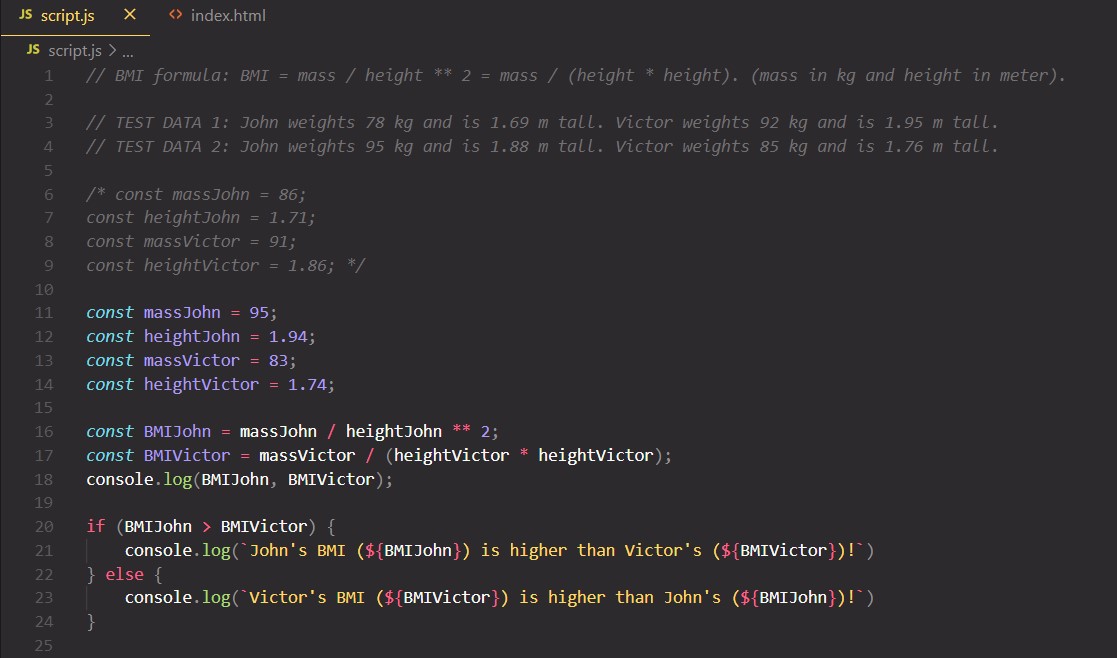 JS script.js × <> index.html
JS script.js > ...
1 // BMI formula: BMI = mass / height ** 2 = mass / (height * height). (mass in kg and height in meter).
2
3 // TEST DATA 1: John weights 78 kg and is 1.69 m tall. Victor weights 92 kg and is 1.95 m tall.
4 // TEST DATA 2: John weights 95 kg and is 1.88 m tall. Victor weights 85 kg and is 1.76 m tall.
5
6 /* const massJohn = 86;
7 const heightJohn = 1.71;
8 const massVictor = 91;
9 const heightVictor = 1.86; */
10
11 const massJohn = 95;
12 const heightJohn = 1.94;
13 const massVictor = 83;
14 const heightVictor = 1.74;
15
16 const BMIJohn = massJohn / heightJohn ** 2;
17 const BMIVictor = massVictor / (heightVictor * heightVictor);
18 console.log(BMIJohn, BMIVictor);
19
20 if (BMIJohn > BMIVictor) {
21 console.log(`John's BMI (${BMIJohn}) is higher than Victor's (${BMIVictor})!`)
22 } else {
23 console.log(`Victor's BMI (${BMIVictor}) is higher than John's (${BMIJohn})!`)
24 }
25